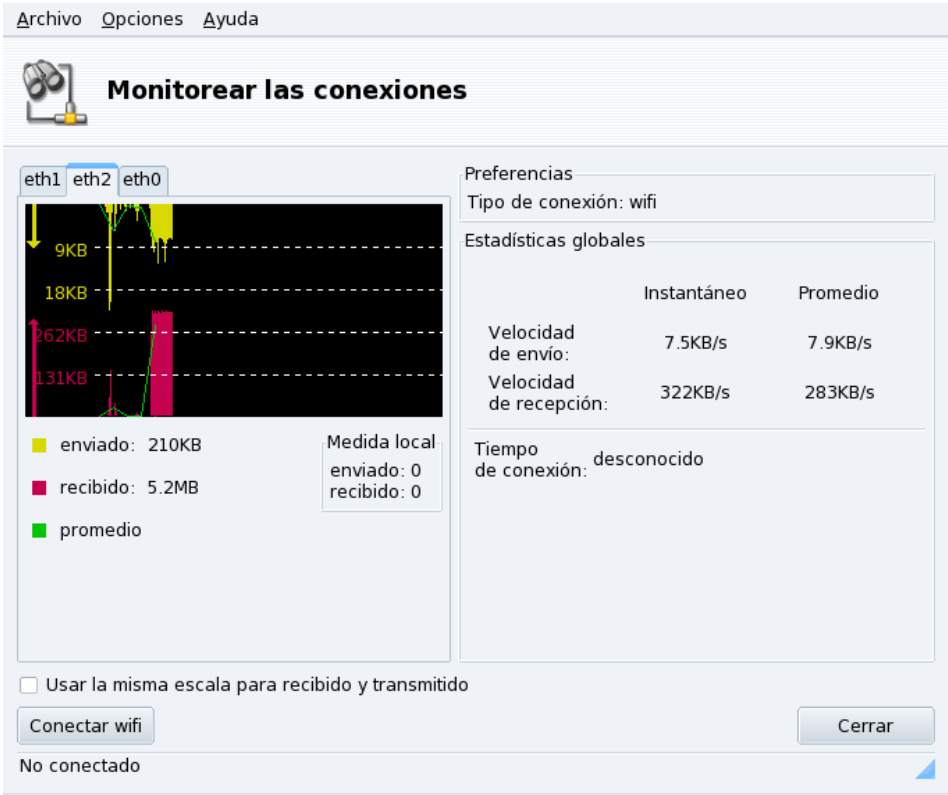 Archivo Opciones Ayuda
Monitorear las conexiones
eth1 eth2 eth0
9KB
18KB
262KB
131KB
enviado: 210KB
recibido: 5.2MB
promedio
Medida local
enviado: 0
recibido: 0
Preferencias
Tipo de conexión: wifi
Estadísticas globales
Instantáneo Promedio
Velocidad
de envío: 7.5KB/s 7.9KB/s
Velocidad
de recepción: 322KB/s 283KB/s
Tiempo
de conexión: desconocido
Usar la misma escala para recibido y transmitido
Conectar wifi Cerrar
No conectado